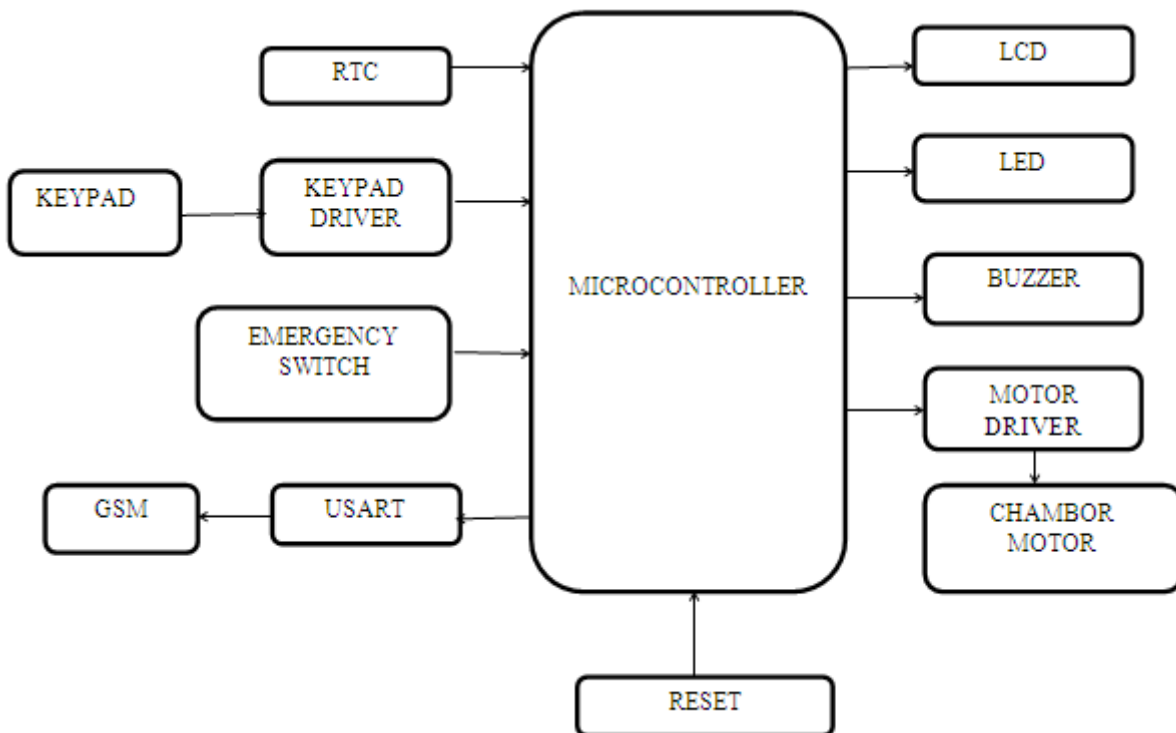 RTC
LCD
KEYPAD
KEYPAD
DRIVER
LED
MICROCONTROLLER
BUZZER
EMERGENCY
SWITCH
MOTOR
DRIVER
GSM
USART
CHAMBOR
MOTOR
RESET